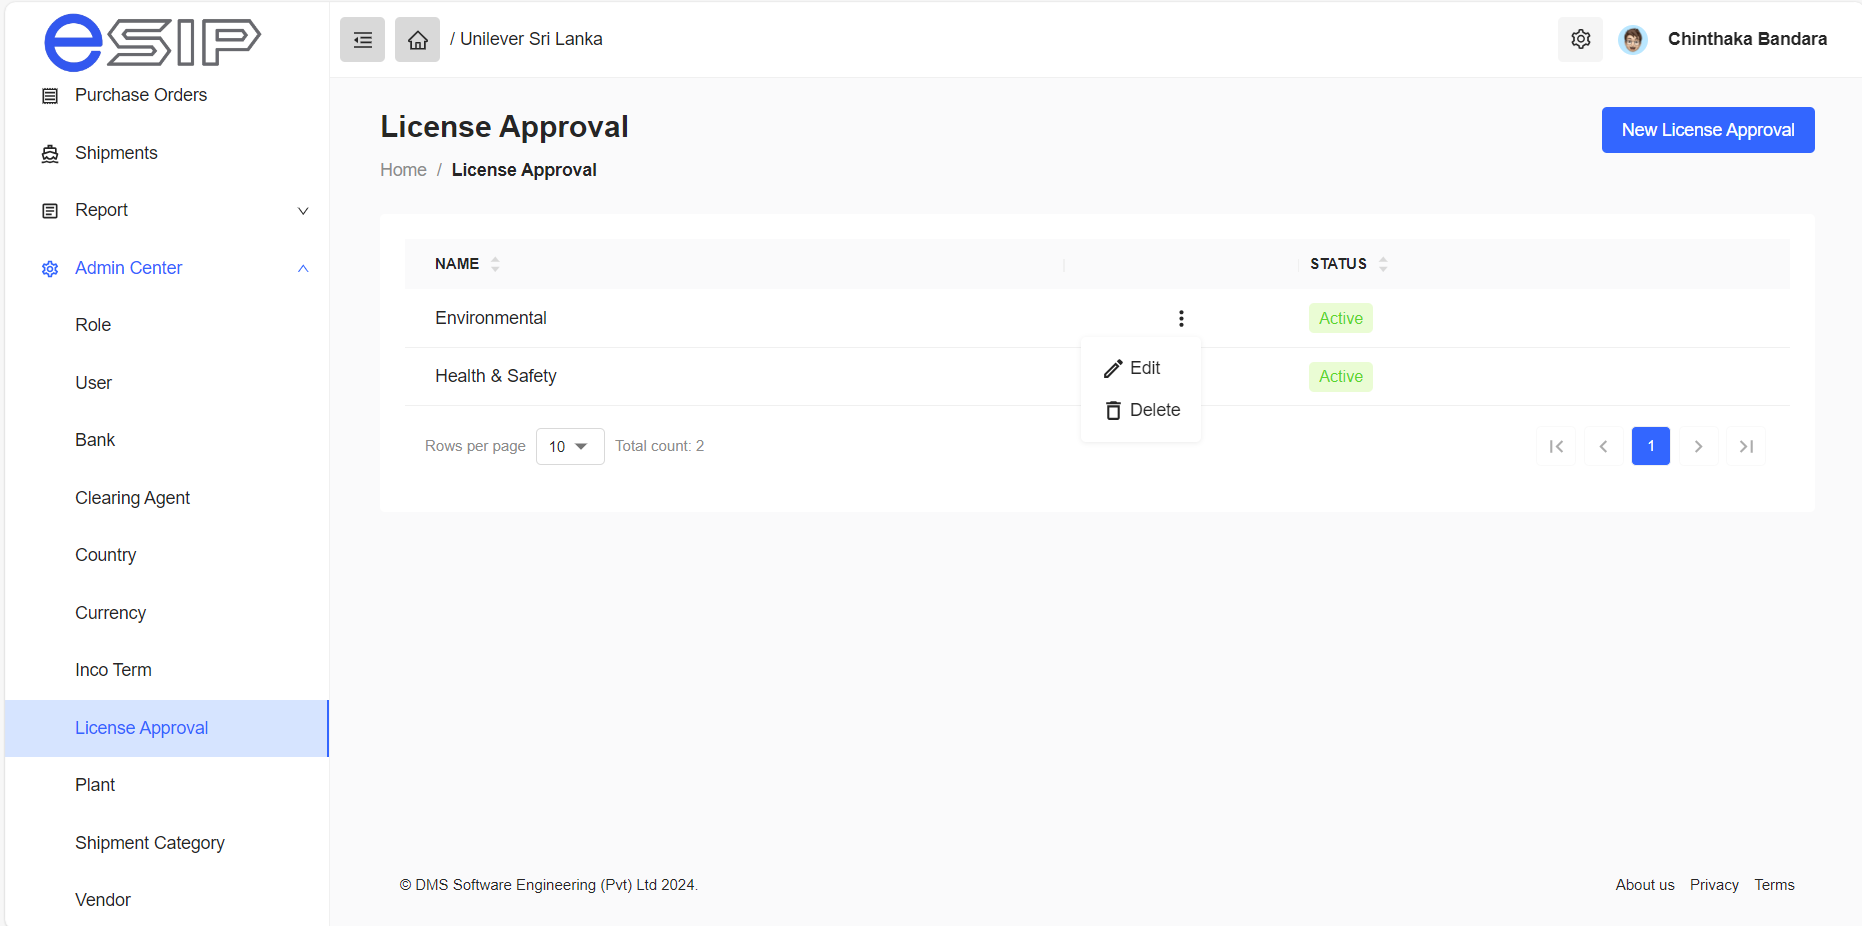 eSIP
/ Unilever Sri Lanka
Chinthaka Bandara
Purchase Orders
Shipments
Report
Admin Center
Role
User
Bank
Clearing Agent
Country
Currency
Inco Term
License Approval
Plant
Shipment Category
Vendor
License Approval
New License Approval
Home / License Approval
NAME STATUS
Environmental Active
Edit
Health & Safety Active
Delete
Rows per page 10 Total count: 2
1
© DMS Software Engineering (Pvt) Ltd 2024.
About us Privacy Terms